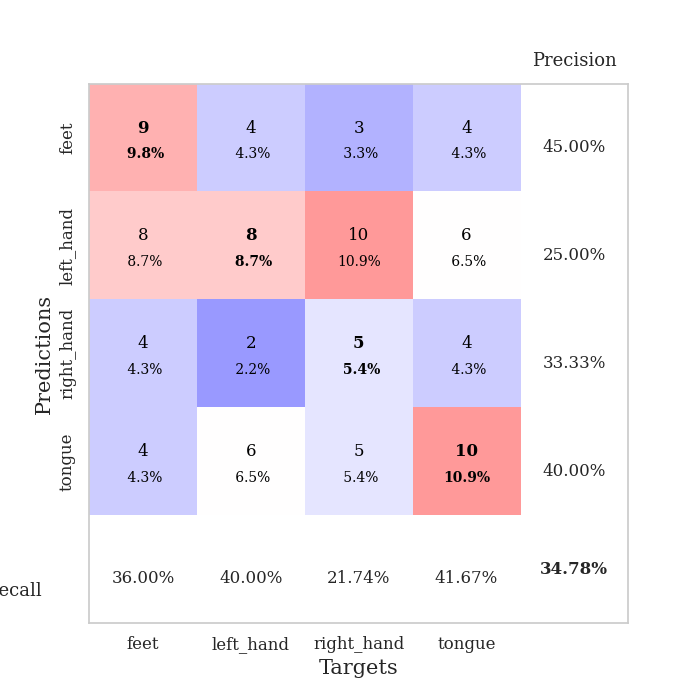 Precision
feet
9 4 3 4
9.8% 4.3% 3.3% 4.3%
45.00%
left_hand
8 8 10 6
8.7% 8.7% 10.9% 6.5%
25.00%
Predictions
right_hand
4 2 5 4
4.3% 2.2% 5.4% 4.3%
33.33%
tongue
4 6 5 10
4.3% 6.5% 5.4% 10.9%
40.00%
ecall
36.00% 40.00% 21.74% 41.67%
34.78%
feet left_hand right_hand tongue
Targets